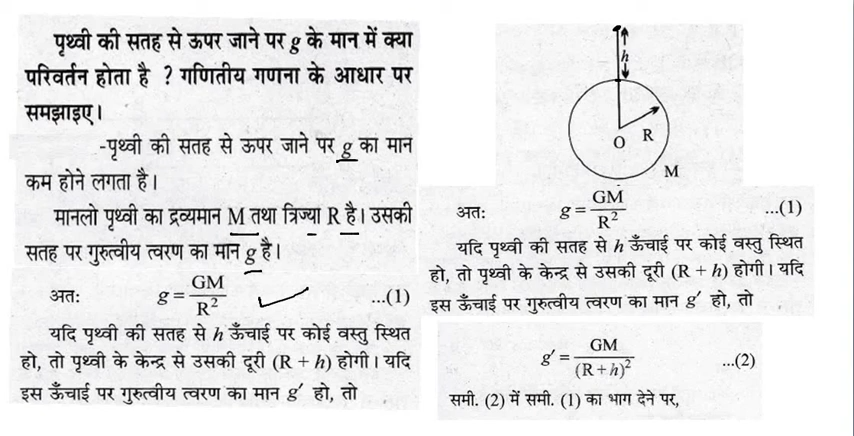 पृथ्वी की सतह से ऊपर जाने पर g के मान में क्या
परिवर्तन होता है ? गणितीय गणना के आधार पर
समझाइए।
-पृथ्वी की सतह से ऊपर जाने पर g का मान
कम होने लगता है।
मानलो पृथ्वी का द्रव्यमान M तथा त्रिज्या R है। उसकी
सतह पर गुरुत्वीय त्वरण का मान g है।
अत: g = GM/R² ...(1)
यदि पृथ्वी की सतह से h ऊँचाई पर कोई वस्तु स्थित
हो, तो पृथ्वी के केन्द्र से उसकी दूरी (R + h) होगी। यदि
इस ऊँचाई पर गुरुत्वीय त्वरण का मान g′ हो, तो
h
R
O
M
अत: g = GM/R² ...(1)
यदि पृथ्वी की सतह से h ऊँचाई पर कोई वस्तु स्थित
हो, तो पृथ्वी के केन्द्र से उसकी दूरी (R + h) होगी। यदि
इस ऊँचाई पर गुरुत्वीय त्वरण का मान g′ हो, तो
g′ = GM/(R + h)² ...(2)
समी. (2) में समी. (1) का भाग देने पर,